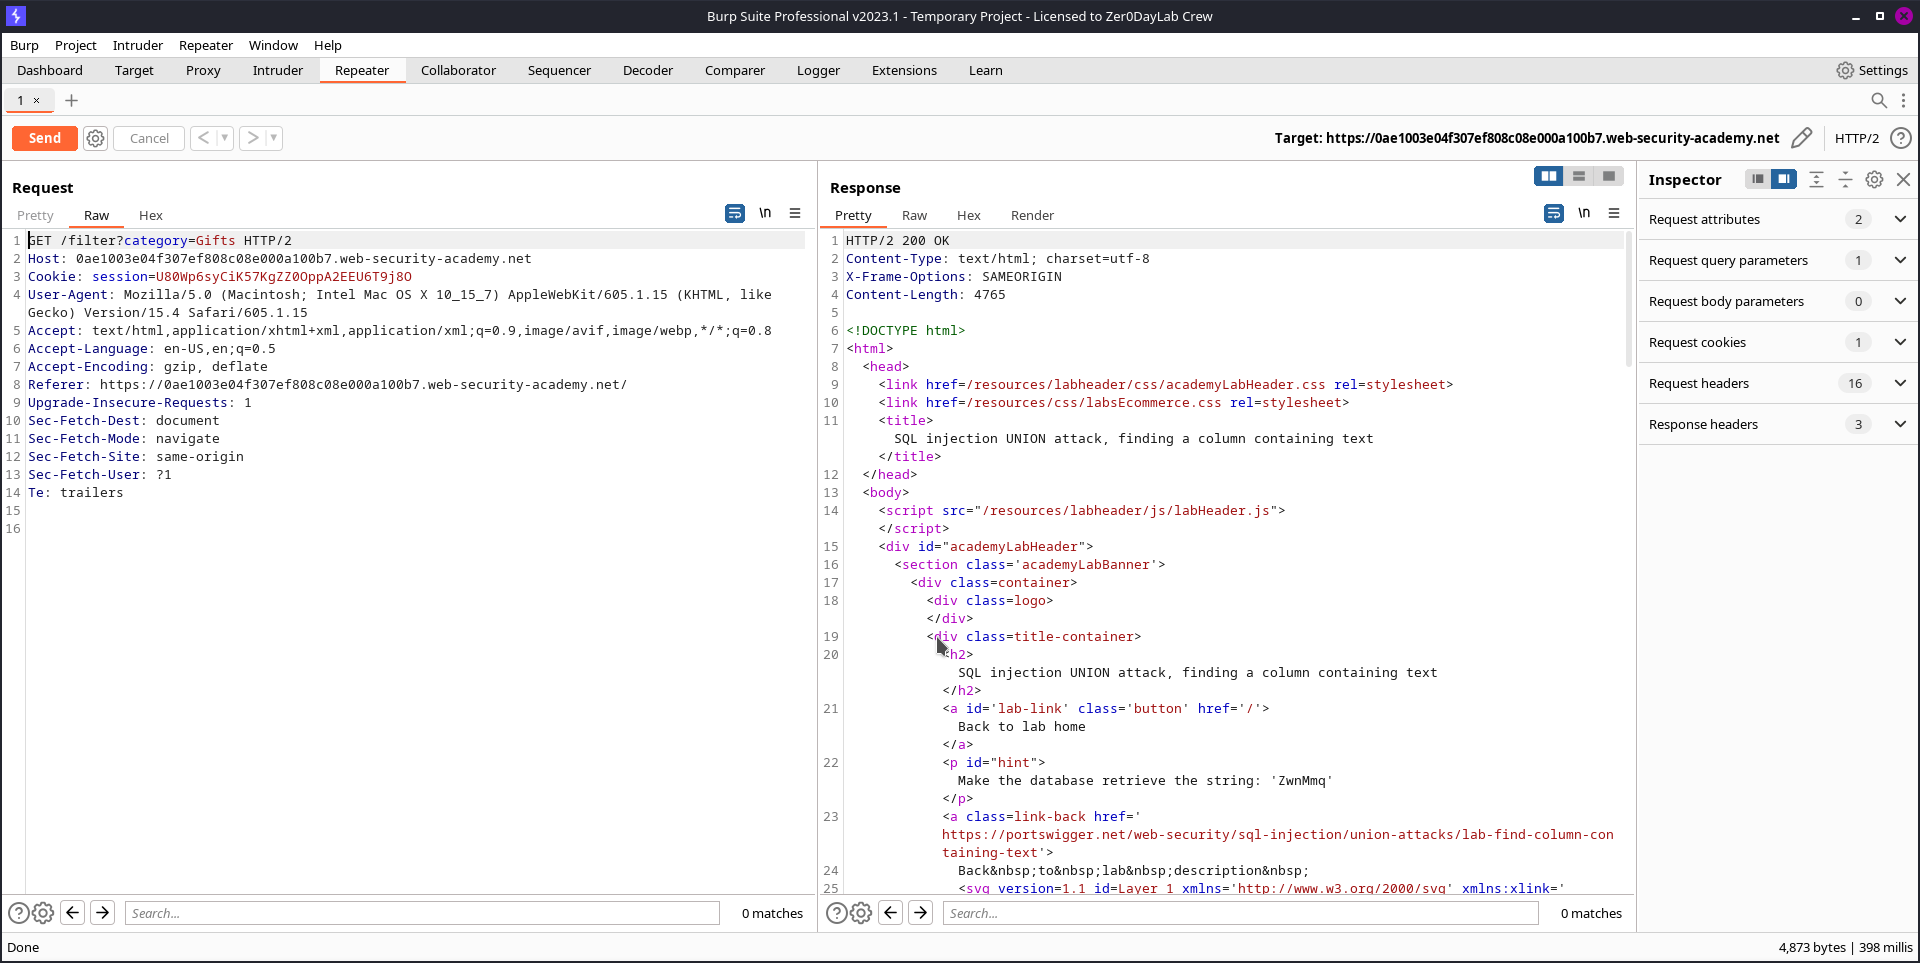 Burp Suite Professional v2023.1 - Temporary Project - Licensed to Zer0DayLab Crew
Burp Project Intruder Repeater Window Help
Dashboard Target Proxy Intruder Repeater Collaborator Sequencer Decoder Comparer Logger Extensions Learn Settings
1 × +
Send Cancel < > Target: https://0ae1003e04f307ef808c08e000a100b7.web-security-academy.net HTTP/2
Request
Pretty Raw Hex \n
1 GET /filter?category=Gifts HTTP/2
2 Host: 0ae1003e04f307ef808c08e000a100b7.web-security-academy.net
3 Cookie: session=U80Wp6syCiK57KgZZ0OppA2EEU6T9j8O
4 User-Agent: Mozilla/5.0 (Macintosh; Intel Mac OS X 10_15_7) AppleWebKit/605.1.15 (KHTML, like
Gecko) Version/15.4 Safari/605.1.15
5 Accept: text/html,application/xhtml+xml,application/xml;q=0.9,image/avif,image/webp,*/*;q=0.8
6 Accept-Language: en-US,en;q=0.5
7 Accept-Encoding: gzip, deflate
8 Referer: https://0ae1003e04f307ef808c08e000a100b7.web-security-academy.net/
9 Upgrade-Insecure-Requests: 1
10 Sec-Fetch-Dest: document
11 Sec-Fetch-Mode: navigate
12 Sec-Fetch-Site: same-origin
13 Sec-Fetch-User: ?1
14 Te: trailers
15
16
Search... 0 matches
Response
Pretty Raw Hex Render \n
1 HTTP/2 200 OK
2 Content-Type: text/html; charset=utf-8
3 X-Frame-Options: SAMEORIGIN
4 Content-Length: 4765
5
6 <!DOCTYPE html>
7 <html>
8 <head>
9 <link href=/resources/labheader/css/academyLabHeader.css rel=stylesheet>
10 <link href=/resources/css/labsEcommerce.css rel=stylesheet>
11 <title>
SQL injection UNION attack, finding a column containing text
</title>
12 </head>
13 <body>
14 <script src="/resources/labheader/js/labHeader.js">
</script>
15 <div id="academyLabHeader">
16 <section class='academyLabBanner'>
17 <div class=container>
18 <div class=logo>
</div>
19 <div class=title-container>
20 <h2>
SQL injection UNION attack, finding a column containing text
</h2>
21 <a id='lab-link' class='button' href='/'>
Back to lab home
</a>
22 <p id="hint">
Make the database retrieve the string: 'ZwnMmq'
</p>
23 <a class=link-back href='
https://portswigger.net/web-security/sql-injection/union-attacks/lab-find-column-con
taining-text'>
24 Back&nbsp;to&nbsp;lab&nbsp;description&nbsp;
25 <svg version=1.1 id=Layer_1 xmlns='http://www.w3.org/2000/svg' xmlns:xlink='
Search... 0 matches
Inspector
Request attributes 2
Request query parameters 1
Request body parameters 0
Request cookies 1
Request headers 16
Response headers 3
Done 4,873 bytes | 398 millis